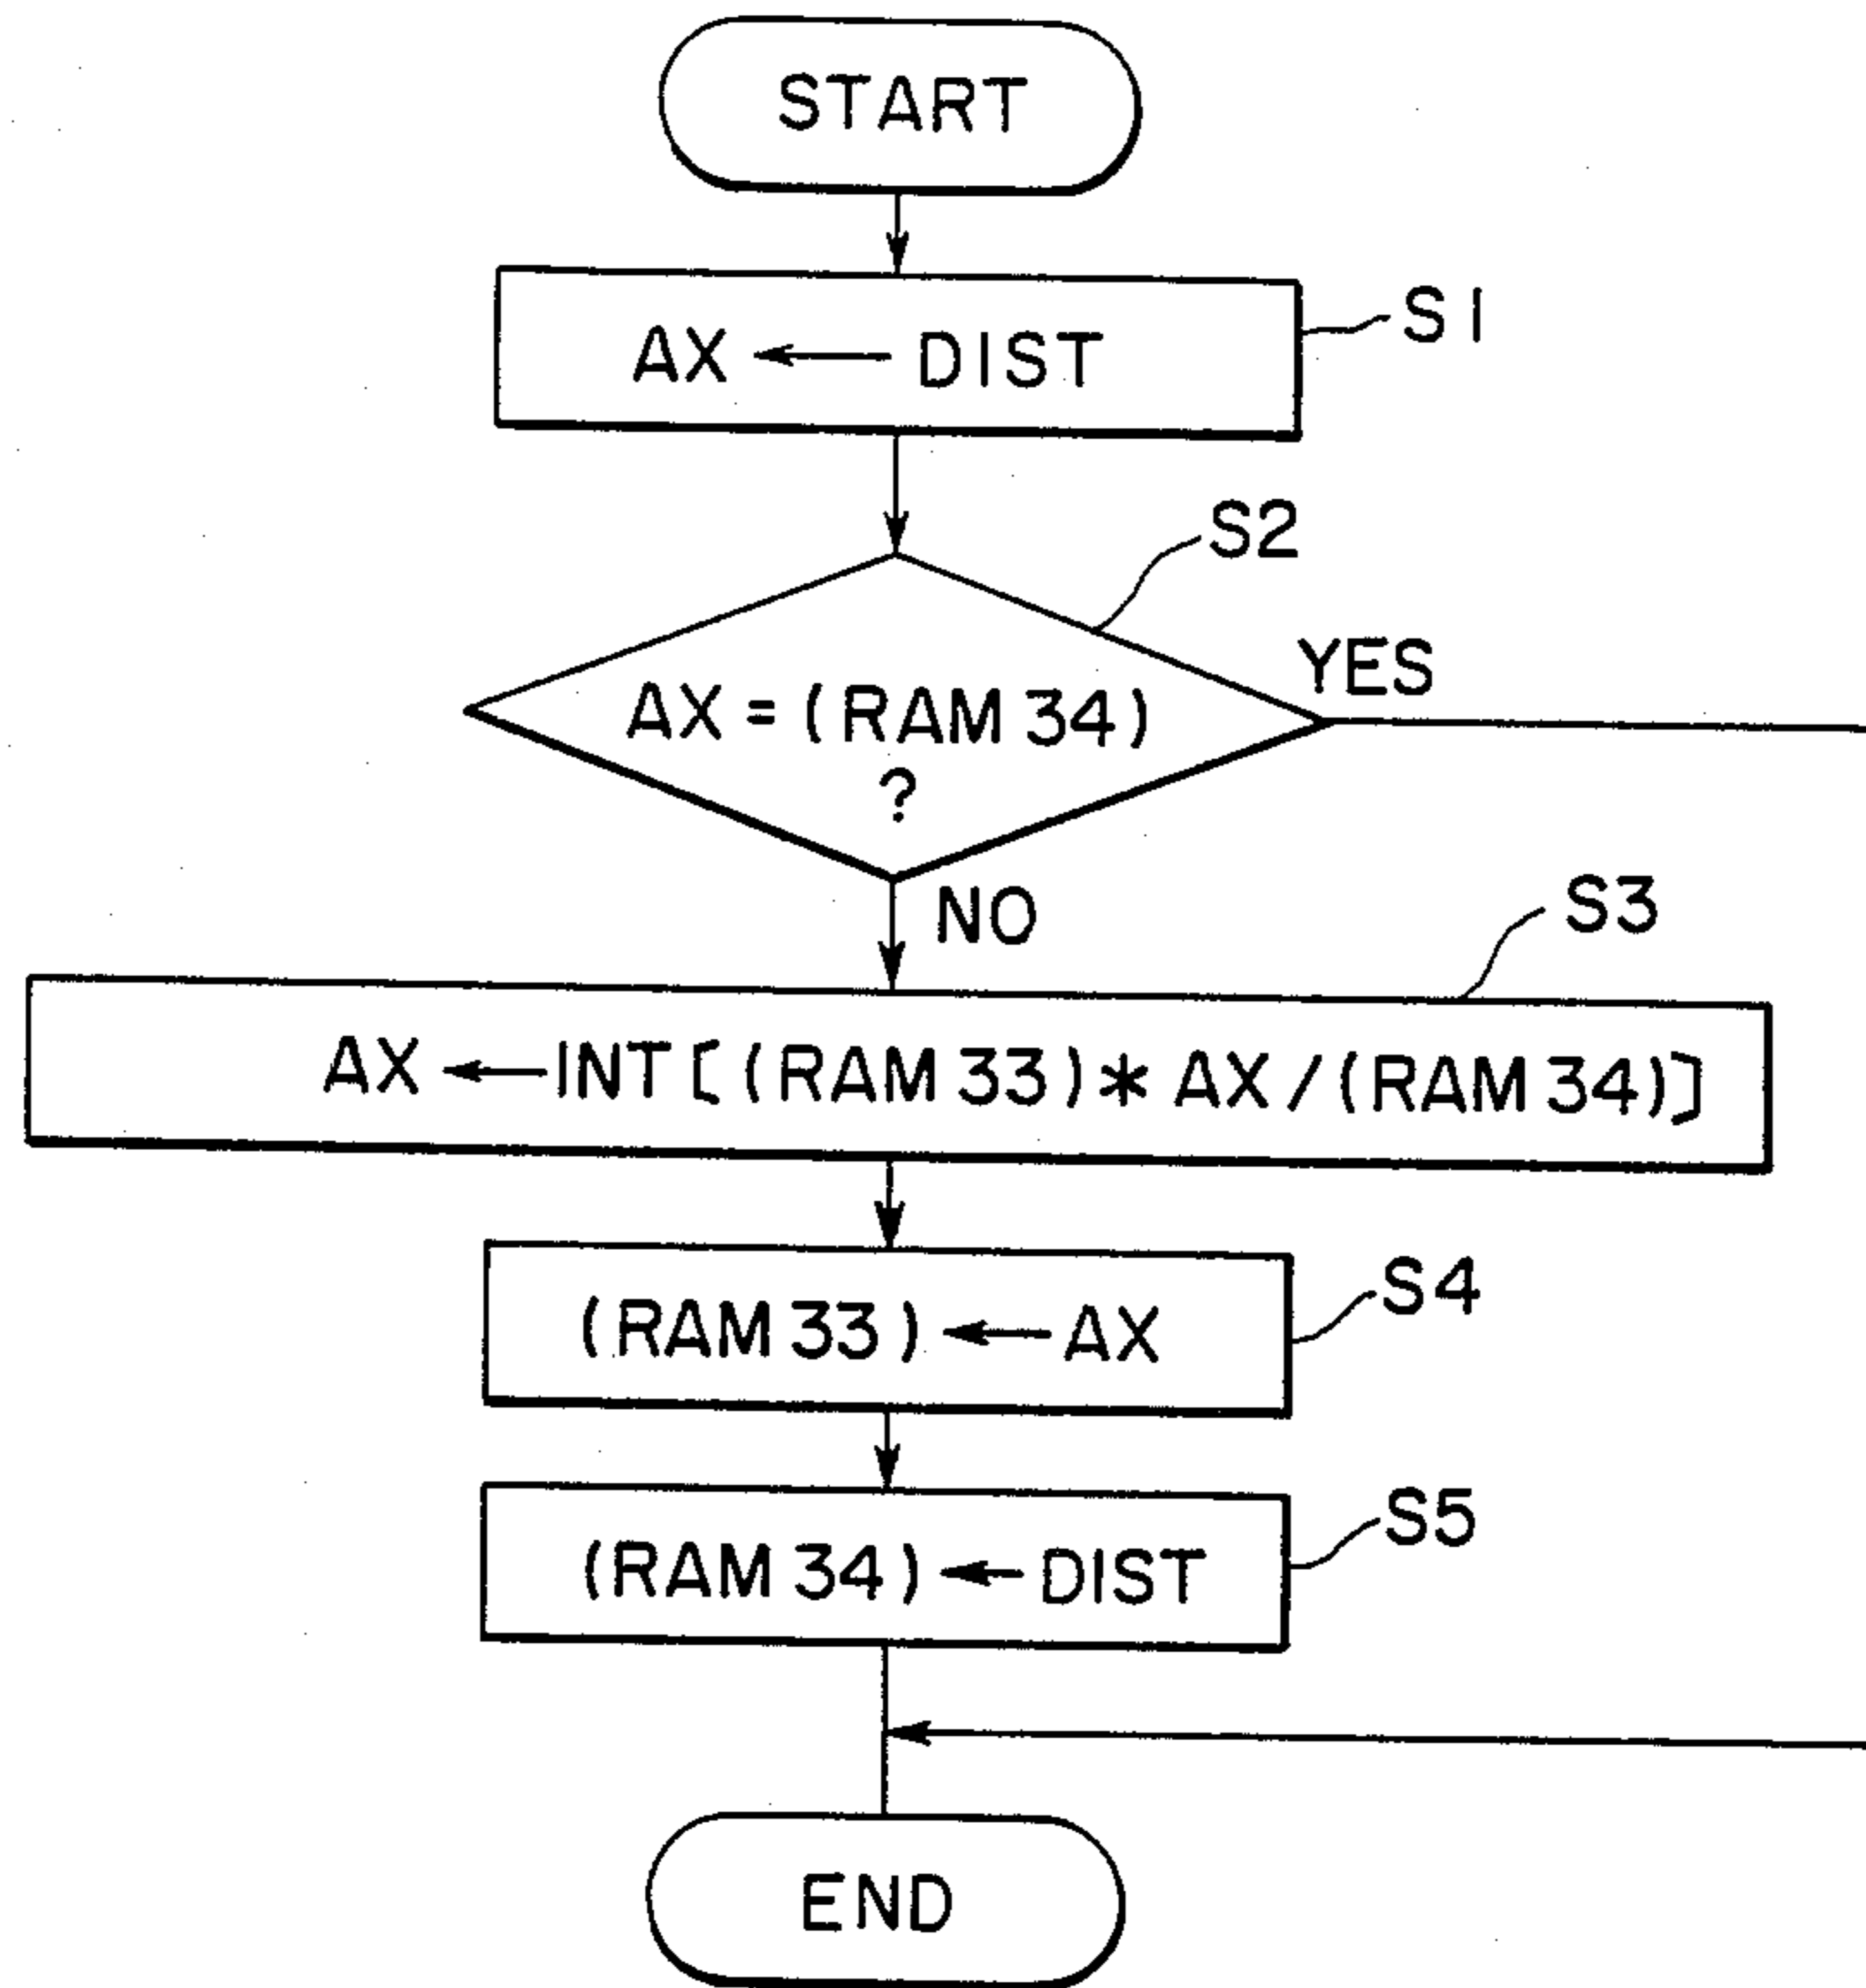 START
AX ← DIST
S1
S2
AX = (RAM 34)
?
YES
NO
S3
AX ← INT [(RAM 33) * AX / (RAM 34)]
(RAM 33) ← AX
S4
(RAM 34) ← DIST
S5
END